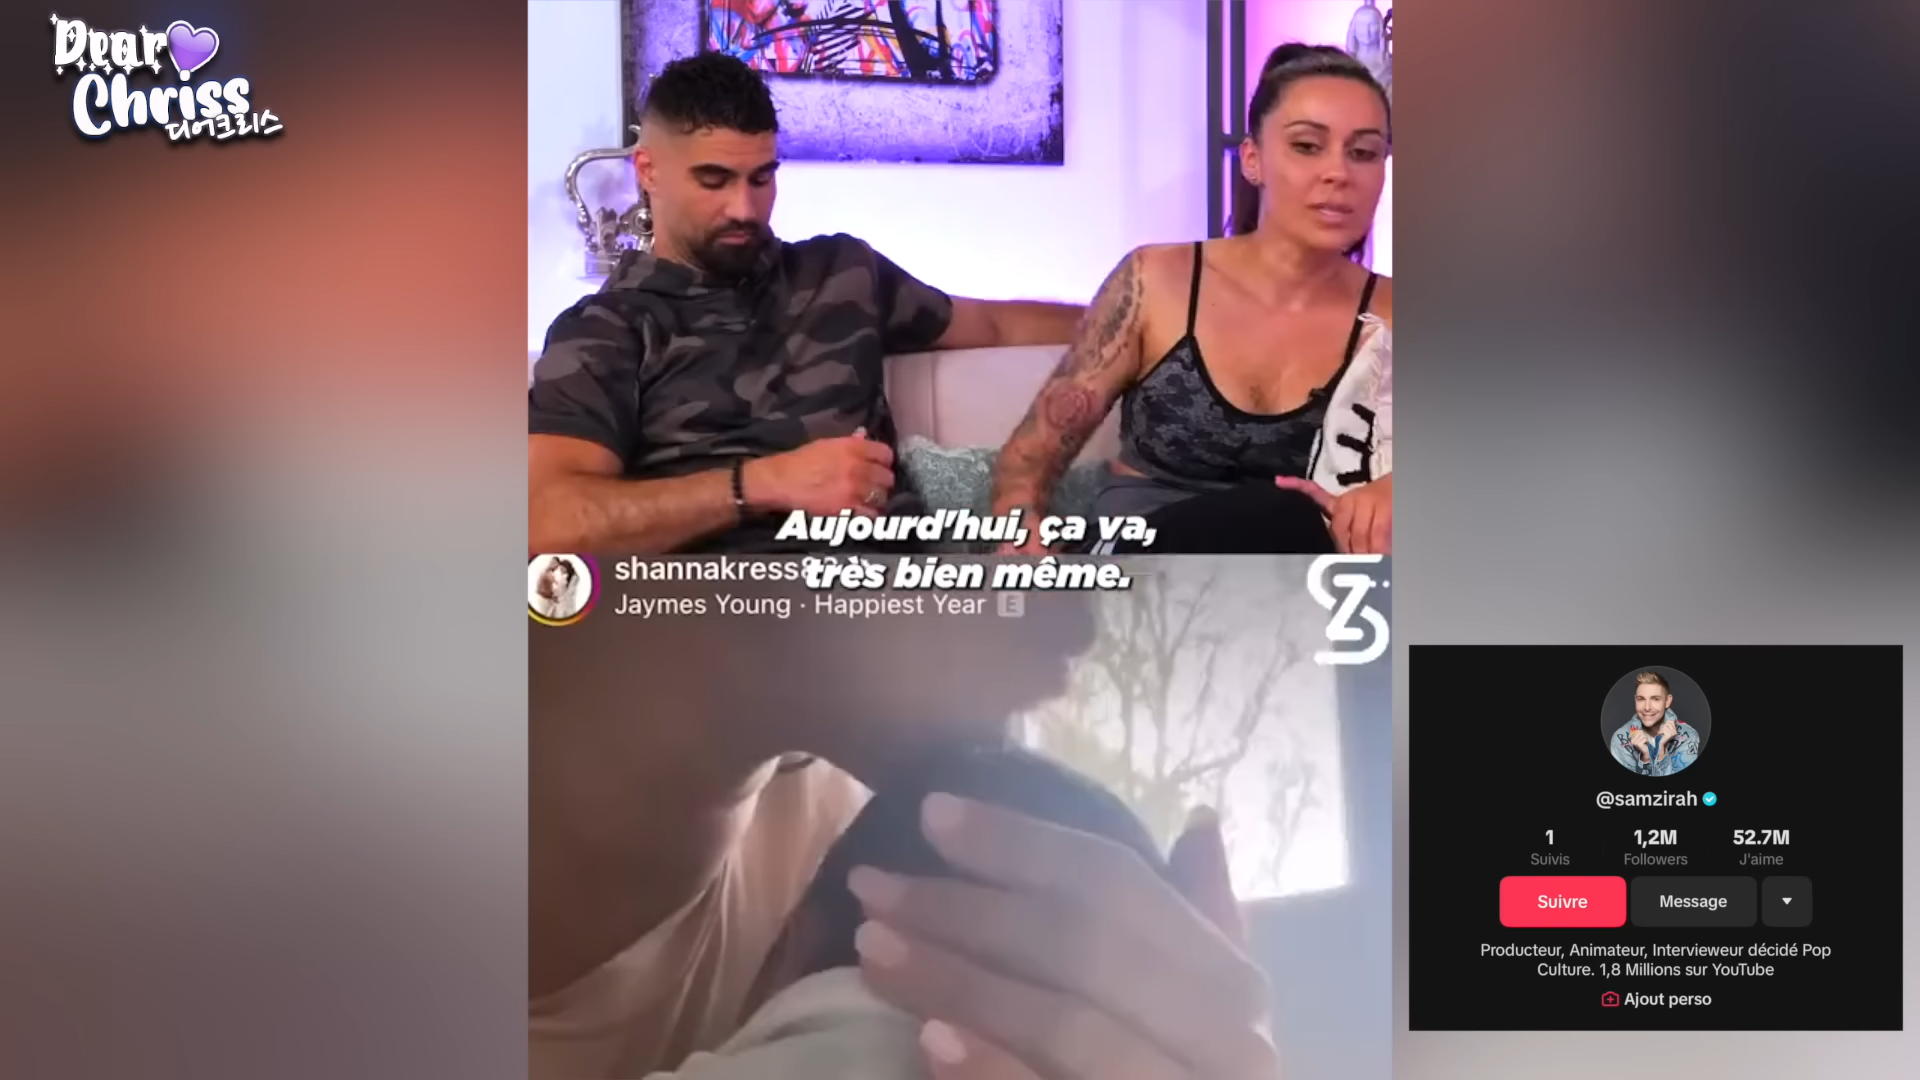 Dear
Chriss
디어크리스
Aujourd'hui, ça va,
très bien même.
shannakress8
Jaymes Young · Happiest Year E
SZ
@samzirah
1
1,2M
52.7M
Suivis
Followers
J'aime
Suivre
Message
Producteur, Animateur, Intervieweur décidé Pop
Culture. 1,8 Millions sur YouTube
Ajout perso